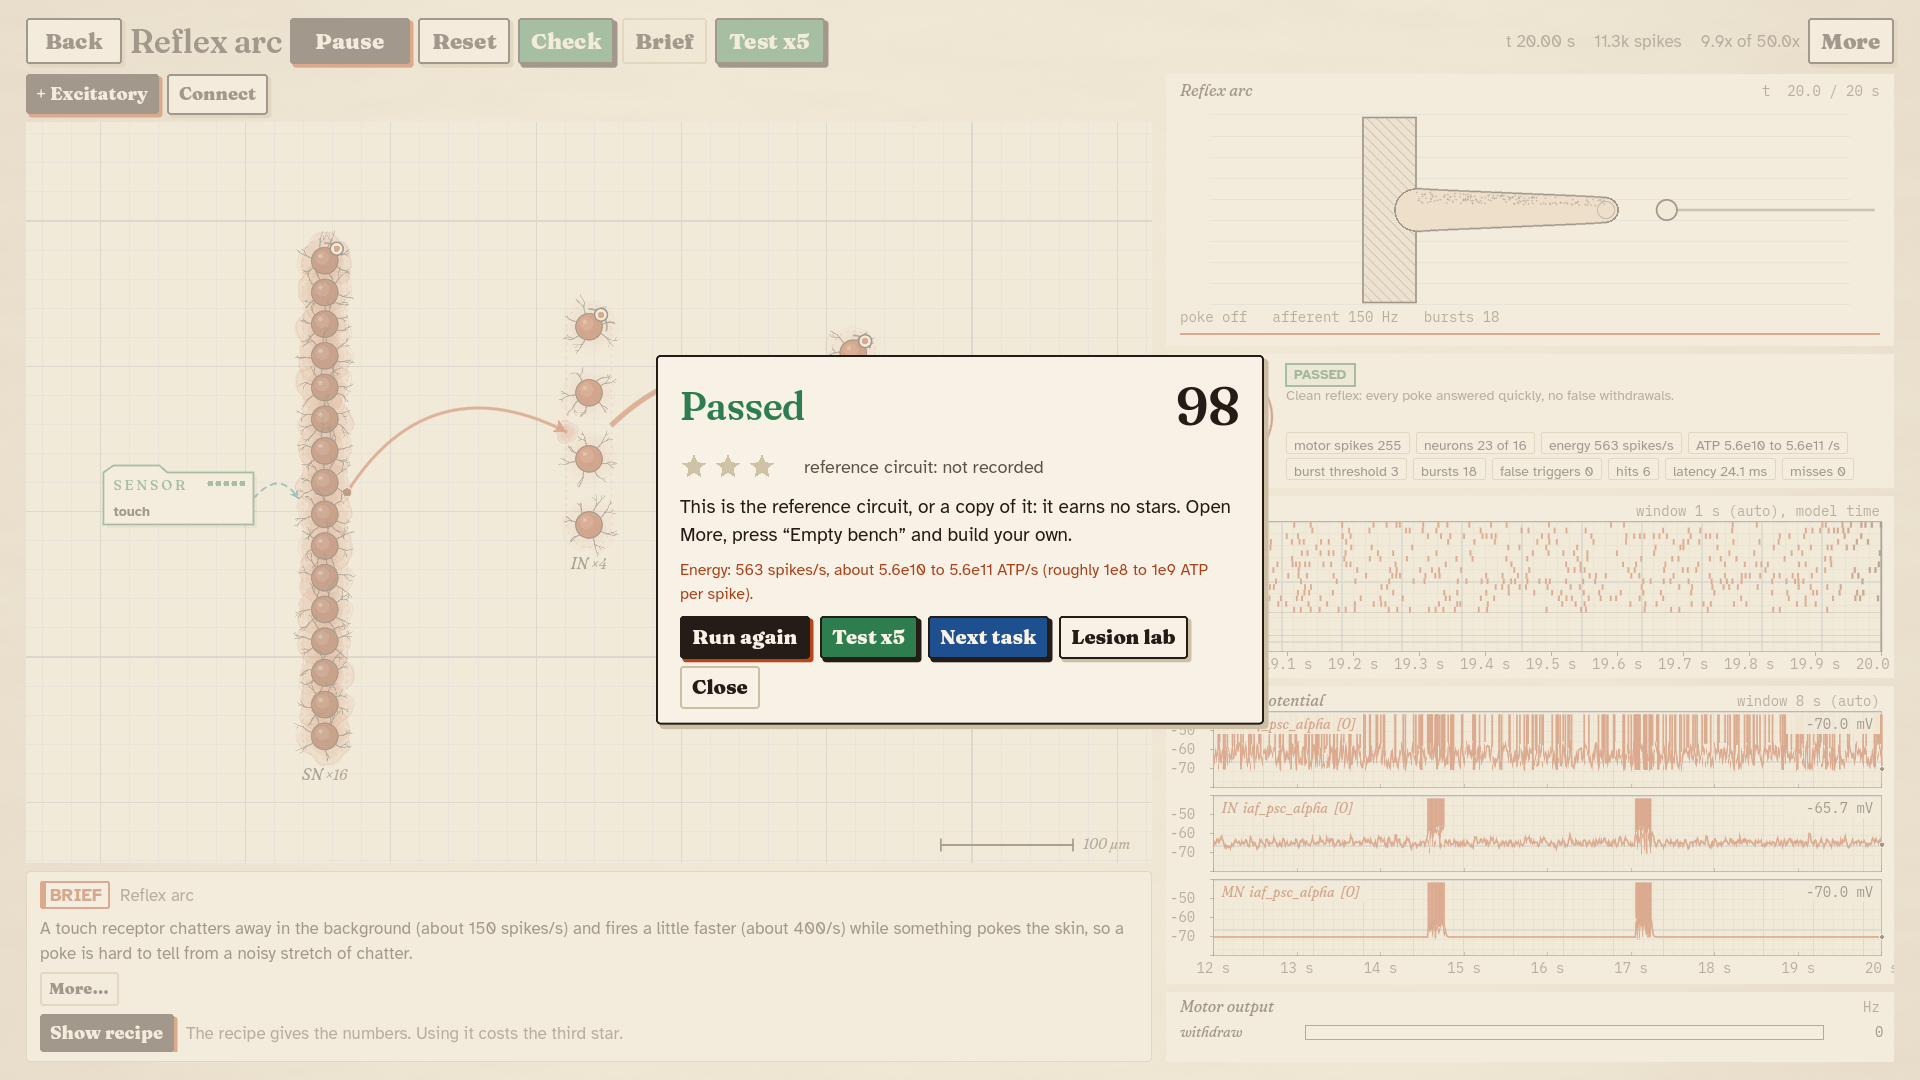 Back
Reflex arc
Pause
Reset
Check
Brief
Test x5
t 20.00 s
11.3k spikes
9.9x of 50.0x
More
+ Excitatory
Connect
Reflex arc
t 20.0 / 20 s
poke off afferent 150 Hz bursts 18
SENSOR
touch
SN ×16
IN ×4
100 µm
PASSED
Clean reflex: every poke answered quickly, no false withdrawals.
motor spikes 255
neurons 23 of 16
energy 563 spikes/s
ATP 5.6e10 to 5.6e11 /s
burst threshold 3
bursts 18
false triggers 0
hits 6
latency 24.1 ms
misses 0
Passed
98
reference circuit: not recorded
This is the reference circuit, or a copy of it: it earns no stars. Open
More, press “Empty bench” and build your own.
Energy: 563 spikes/s, about 5.6e10 to 5.6e11 ATP/s (roughly 1e8 to 1e9 ATP
per spike).
Run again
Test x5
Next task
Lesion lab
Close
window 1 s (auto), model time
9.1 s 19.2 s 19.3 s 19.4 s 19.5 s 19.6 s 19.7 s 19.8 s 19.9 s 20.0
otential
window 8 s (auto)
_psc_alpha [0]
-70.0 mV
-50
-60
-70
IN iaf_psc_alpha [0]
-65.7 mV
-50
-60
-70
MN iaf_psc_alpha [0]
-70.0 mV
-50
-60
-70
12 s 13 s 14 s 15 s 16 s 17 s 18 s 19 s 20 s
Motor output
Hz
withdraw
0
BRIEF
Reflex arc
A touch receptor chatters away in the background (about 150 spikes/s) and fires a little faster (about 400/s) while something pokes the skin, so a
poke is hard to tell from a noisy stretch of chatter.
More...
Show recipe
The recipe gives the numbers. Using it costs the third star.